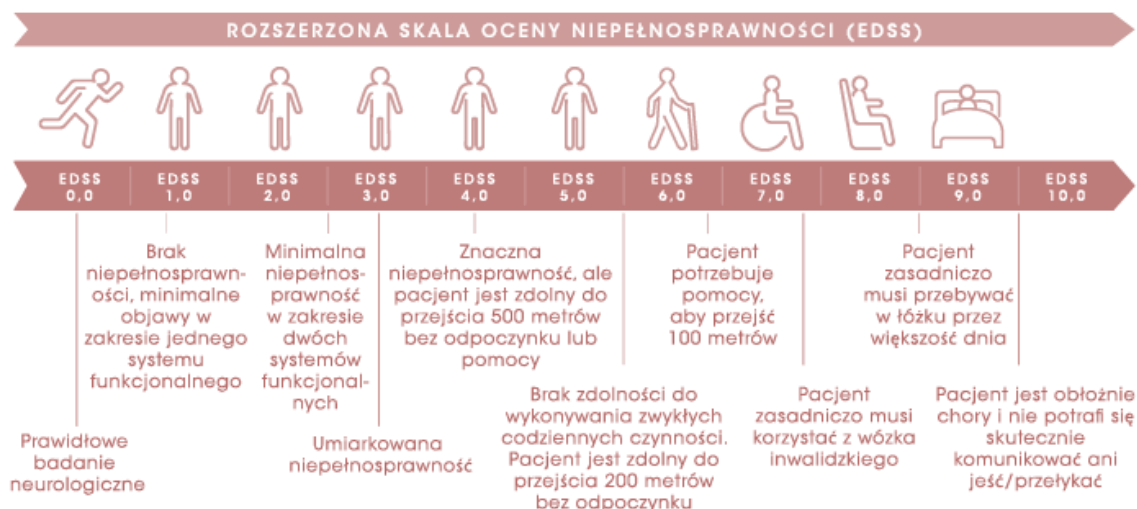 ROZSZERZONA SKALA OCENY NIEPEŁNOSPRAWNOŚCI (EDSS)
EDSS
0,0
EDSS
1,0
EDSS
2,0
EDSS
3,0
EDSS
4,0
EDSS
5,0
EDSS
6,0
EDSS
7,0
EDSS
8,0
EDSS
9,0
EDSS
10,0
Prawidłowe
badanie
neurologiczne
Brak
niepełnosprawn-
ości, minimalne
objawy w
zakresie jednego
systemu
funkcjonalnego
Minimalna
niepełnos-
prawność
w zakresie
dwóch
systemów
funkcjonal-
nych
Umiarkowana
niepełnosprawność
Znaczna
niepełnosprawność, ale
pacjent jest zdolny do
przejścia 500 metrów
bez odpoczynku lub
pomocy
Brak zdolności do
wykonywania zwykłych
codziennych czynności.
Pacjent jest zdolny do
przejścia 200 metrów
bez odpoczynku
Pacjent
potrzebuje
pomocy,
aby przejść
100 metrów
Pacjent
zasadniczo musi
korzystać z wózka
inwalidzkiego
Pacjent
zasadniczo
musi przebywać
w łóżku przez
większość dnia
Pacjent jest obłożnie
chory i nie potrafi się
skutecznie
komunikować ani
jeść/przełykać